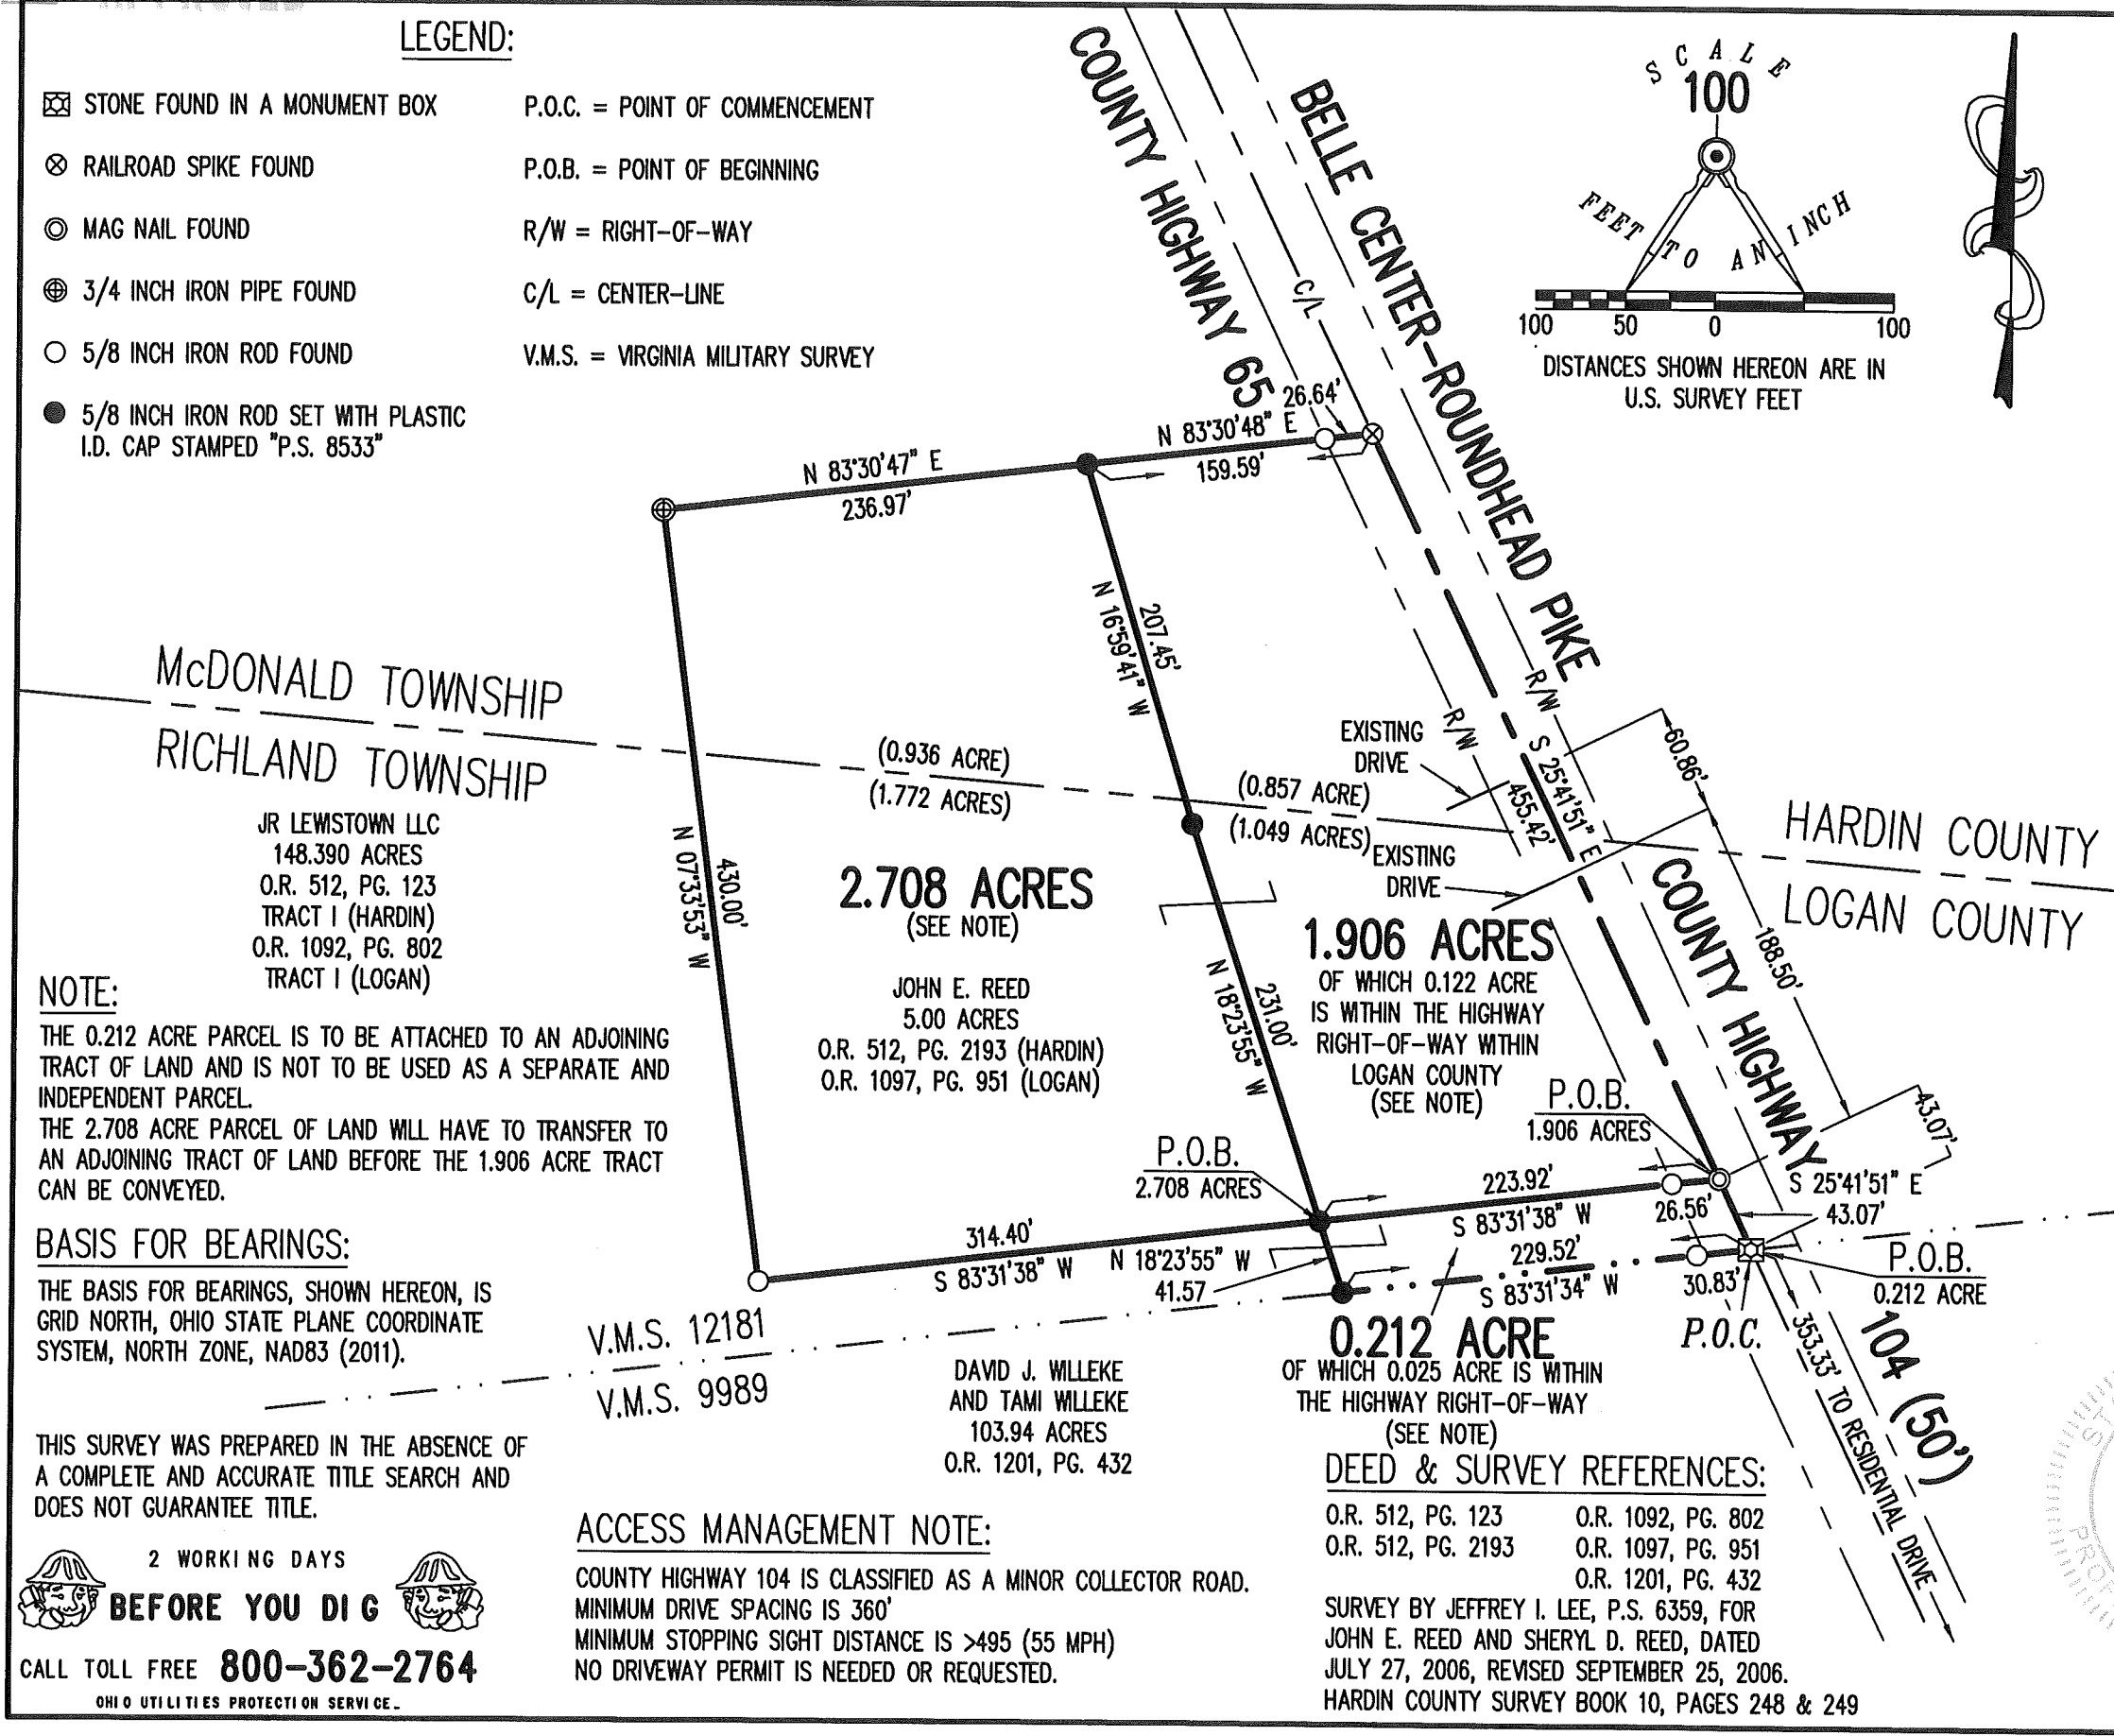 LEGEND:
STONE FOUND IN A MONUMENT BOX
RAILROAD SPIKE FOUND
MAG NAIL FOUND
3/4 INCH IRON PIPE FOUND
5/8 INCH IRON ROD FOUND
5/8 INCH IRON ROD SET WITH PLASTIC
I.D. CAP STAMPED "P.S. 8533"
P.O.C. = POINT OF COMMENCEMENT
P.O.B. = POINT OF BEGINNING
R/W = RIGHT-OF-WAY
C/L = CENTER-LINE
V.M.S. = VIRGINIA MILITARY SURVEY
COUNTY HIGHWAY 65
BELLE CENTER-ROUNDHEAD PIKE
C/L
SCALE
100
FEET TO AN INCH
100 50 0 100
DISTANCES SHOWN HEREON ARE IN
U.S. SURVEY FEET
26.64'
N 83°30'48" E
159.59'
N 83°30'47" E
236.97'
207.45'
N 16°59'41" W
McDONALD TOWNSHIP
RICHLAND TOWNSHIP
R/W
R/W
S 25°41'51" E
455.42'
60.86'
EXISTING
DRIVE
(0.936 ACRE)
(1.772 ACRES)
(0.857 ACRE)
(1.049 ACRES)
EXISTING
DRIVE
HARDIN COUNTY
LOGAN COUNTY
JR LEWISTOWN LLC
148.390 ACRES
O.R. 512, PG. 123
TRACT I (HARDIN)
O.R. 1092, PG. 802
TRACT I (LOGAN)
430.00'
N 07°33'53" W
2.708 ACRES
(SEE NOTE)
JOHN E. REED
5.00 ACRES
O.R. 512, PG. 2193 (HARDIN)
O.R. 1097, PG. 951 (LOGAN)
231.00'
N 18°23'55" W
1.906 ACRES
OF WHICH 0.122 ACRE
IS WITHIN THE HIGHWAY
RIGHT-OF-WAY WITHIN
LOGAN COUNTY
(SEE NOTE)
COUNTY HIGHWAY
104 (50')
188.50'
43.07'
NOTE:
THE 0.212 ACRE PARCEL IS TO BE ATTACHED TO AN ADJOINING
TRACT OF LAND AND IS NOT TO BE USED AS A SEPARATE AND
INDEPENDENT PARCEL.
THE 2.708 ACRE PARCEL OF LAND WILL HAVE TO TRANSFER TO
AN ADJOINING TRACT OF LAND BEFORE THE 1.906 ACRE TRACT
CAN BE CONVEYED.
P.O.B.
1.906 ACRES
P.O.B.
2.708 ACRES
223.92'
S 83°31'38" W
26.56'
S 25°41'51" E
43.07'
314.40'
S 83°31'38" W
N 18°23'55" W
41.57
229.52'
S 83°31'34" W
30.83'
P.O.B.
0.212 ACRE
P.O.C.
353.33' TO RESIDENTIAL DRIVE
BASIS FOR BEARINGS:
THE BASIS FOR BEARINGS, SHOWN HEREON, IS
GRID NORTH, OHIO STATE PLANE COORDINATE
SYSTEM, NORTH ZONE, NAD83 (2011).
V.M.S. 12181
V.M.S. 9989
DAVID J. WILLEKE
AND TAMI WILLEKE
103.94 ACRES
O.R. 1201, PG. 432
0.212 ACRE
OF WHICH 0.025 ACRE IS WITHIN
THE HIGHWAY RIGHT-OF-WAY
(SEE NOTE)
THIS SURVEY WAS PREPARED IN THE ABSENCE OF
A COMPLETE AND ACCURATE TITLE SEARCH AND
DOES NOT GUARANTEE TITLE.
2 WORKING DAYS
BEFORE YOU DIG
CALL TOLL FREE 800-362-2764
OHIO UTILITIES PROTECTION SERVICE.
ACCESS MANAGEMENT NOTE:
COUNTY HIGHWAY 104 IS CLASSIFIED AS A MINOR COLLECTOR ROAD.
MINIMUM DRIVE SPACING IS 360'
MINIMUM STOPPING SIGHT DISTANCE IS >495 (55 MPH)
NO DRIVEWAY PERMIT IS NEEDED OR REQUESTED.
DEED & SURVEY REFERENCES:
O.R. 512, PG. 123 O.R. 1092, PG. 802
O.R. 512, PG. 2193 O.R. 1097, PG. 951
O.R. 1201, PG. 432
SURVEY BY JEFFREY I. LEE, P.S. 6359, FOR
JOHN E. REED AND SHERYL D. REED, DATED
JULY 27, 2006, REVISED SEPTEMBER 25, 2006.
HARDIN COUNTY SURVEY BOOK 10, PAGES 248 & 249